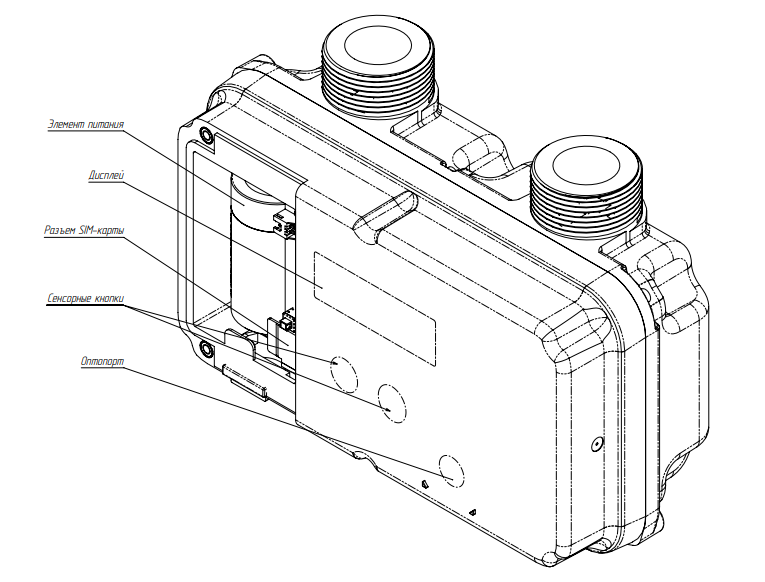 Элемент питания
Дисплей
Разъем SIM-карты
Сенсорные кнопки
Оптопорт